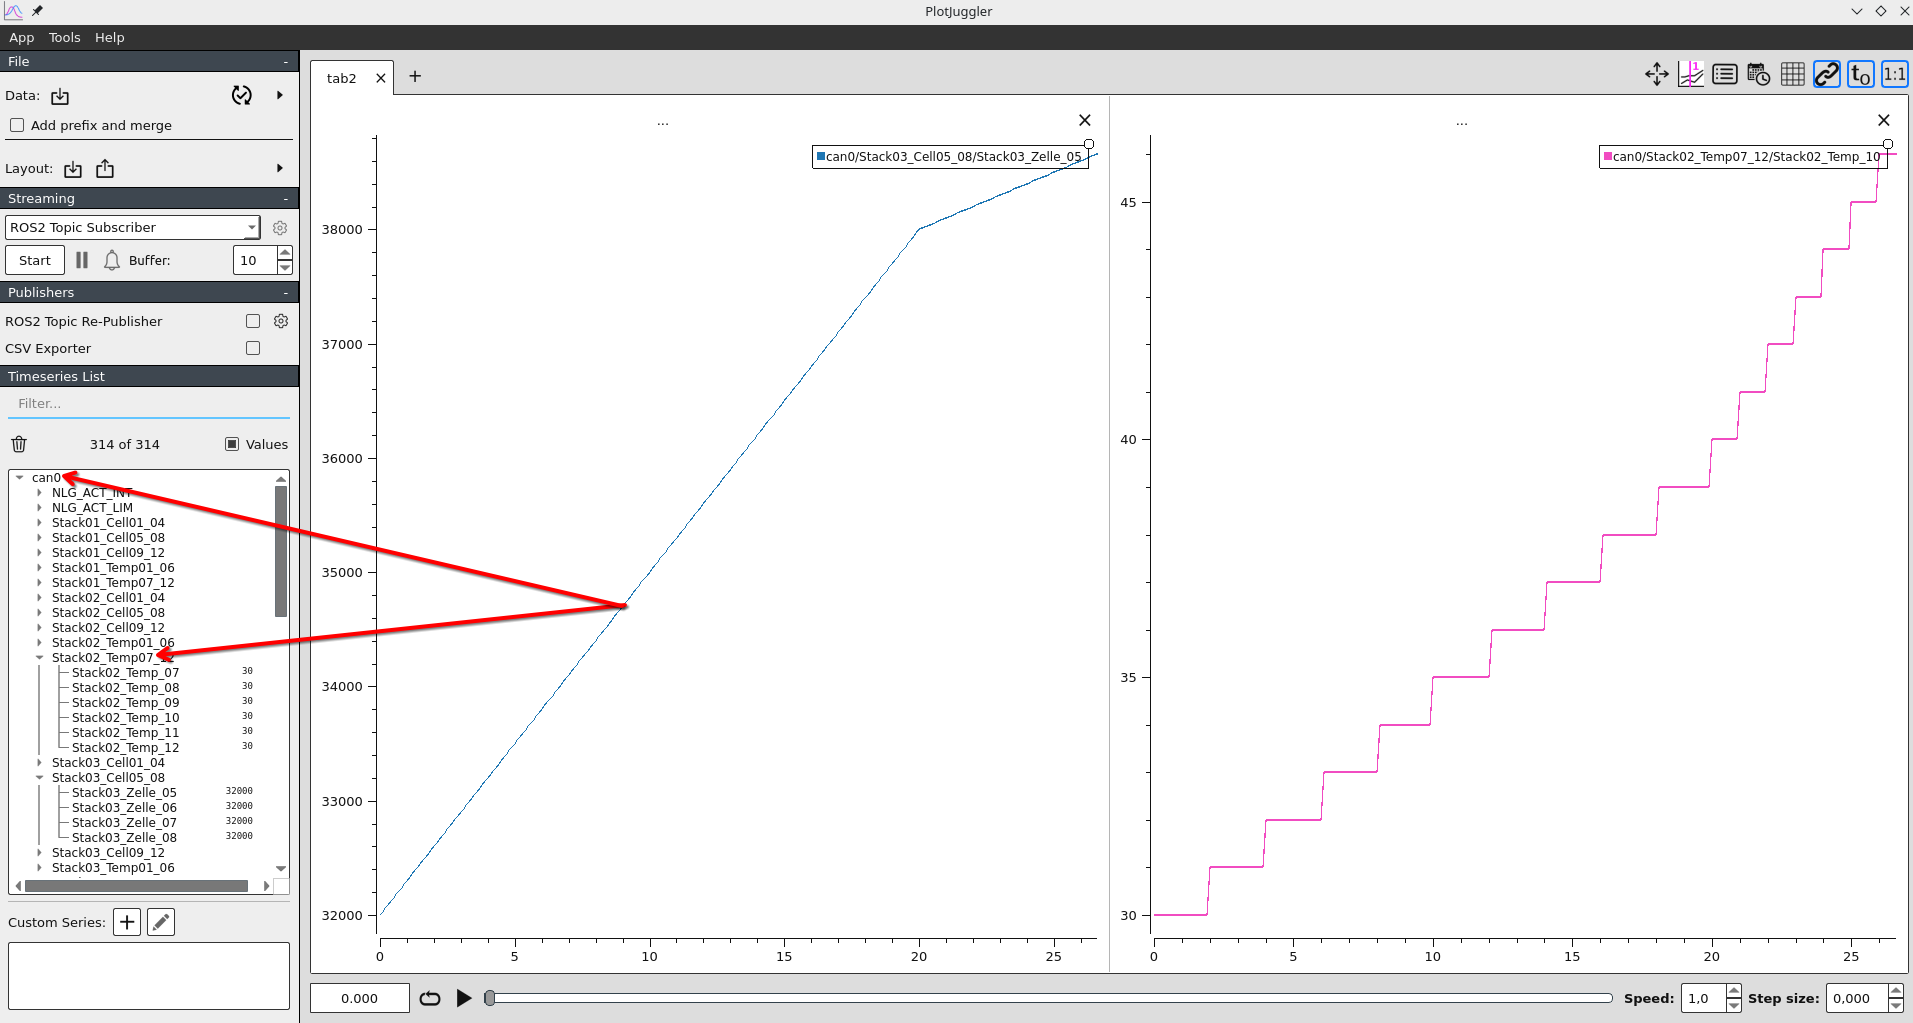 PlotJuggler
App Tools Help
File -
Data:
Add prefix and merge
Layout:
Streaming -
ROS2 Topic Subscriber
Start Buffer: 10
Publishers -
ROS2 Topic Re-Publisher
CSV Exporter
Timeseries List
Filter...
314 of 314 Values
can0
NLG_ACT_INT
NLG_ACT_LIM
Stack01_Cell01_04
Stack01_Cell05_08
Stack01_Cell09_12
Stack01_Temp01_06
Stack01_Temp07_12
Stack02_Cell01_04
Stack02_Cell05_08
Stack02_Cell09_12
Stack02_Temp01_06
Stack02_Temp07_12
Stack02_Temp_07 30
Stack02_Temp_08 30
Stack02_Temp_09 30
Stack02_Temp_10 30
Stack02_Temp_11 30
Stack02_Temp_12 30
Stack03_Cell01_04
Stack03_Cell05_08
Stack03_Zelle_05 32000
Stack03_Zelle_06 32000
Stack03_Zelle_07 32000
Stack03_Zelle_08 32000
Stack03_Cell09_12
Stack03_Temp01_06
Custom Series:
tab2
1 t0 1:1
...
can0/Stack03_Cell05_08/Stack03_Zelle_05
38000
37000
36000
35000
34000
33000
32000
0 5 10 15 20 25
...
can0/Stack02_Temp07_12/Stack02_Temp_10
45
40
35
30
0 5 10 15 20 25
0.000 Speed: 1,0 Step size: 0,000